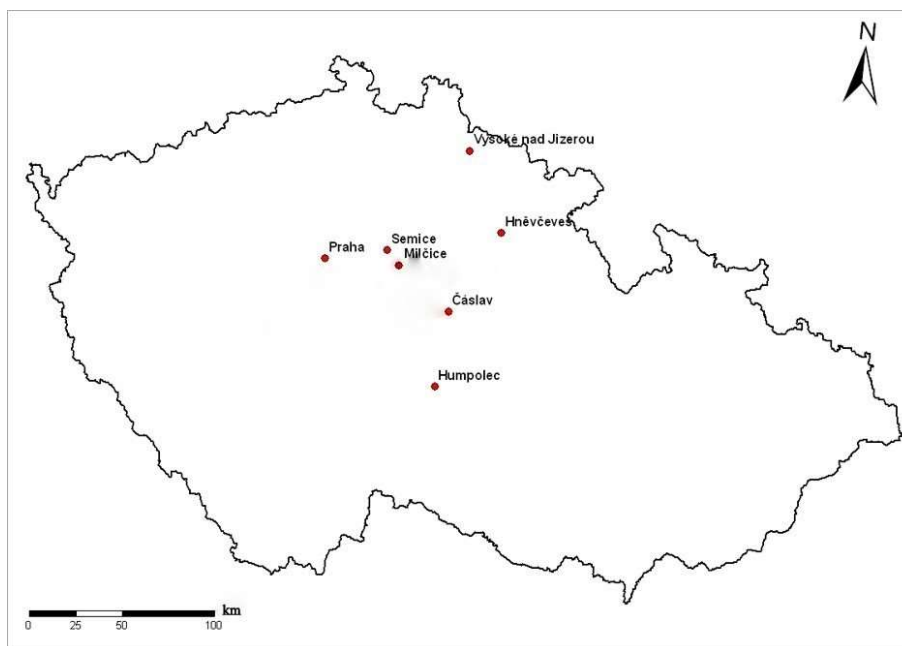 N
Vysoké nad Jizerou
Hněvčeves
Semice
Praha
Milčice
Čáslav
Humpolec
km
0 25 50 100